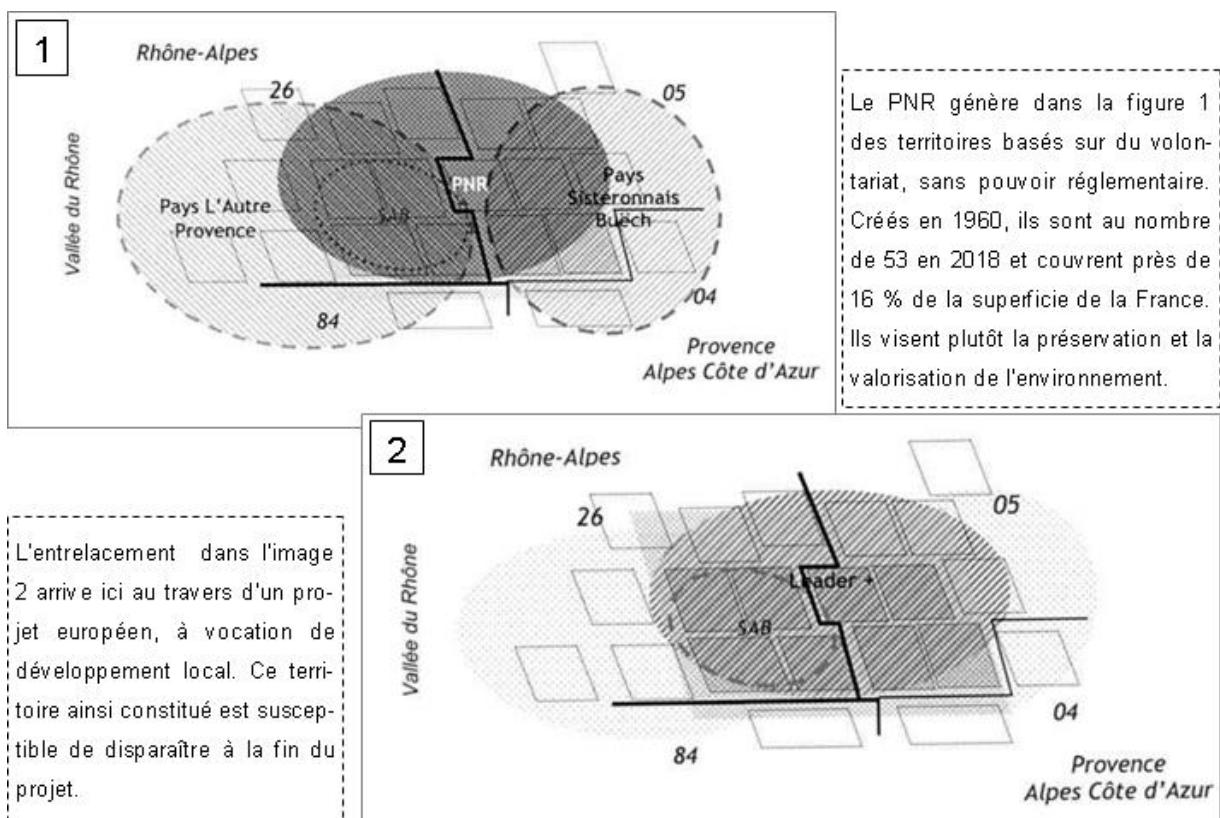 1
Rhône-Alpes
26
05
Vallée du Rhône
Pays L'Autre
Provence
SAB
PNR
Pays
Sisteronnais
Buëch
84
04
Provence
Alpes Côte d'Azur
Le PNR génère dans la figure 1
des territoires basés sur du volon-
tariat, sans pouvoir réglementaire.
Créés en 1960, ils sont au nombre
de 53 en 2018 et couvrent près de
16 % de la superficie de la France.
Ils visent plutôt la préservation et la
valorisation de l'environnement.
2
Rhône-Alpes
26
05
Vallée du Rhône
Leader +
SAB
84
04
Provence
Alpes Côte d'Azur
L'entrelacement dans l'image
2 arrive ici au travers d'un pro-
jet européen, à vocation de
développement local. Ce terri-
toire ainsi constitué est suscep-
tible de disparaître à la fin du
projet.